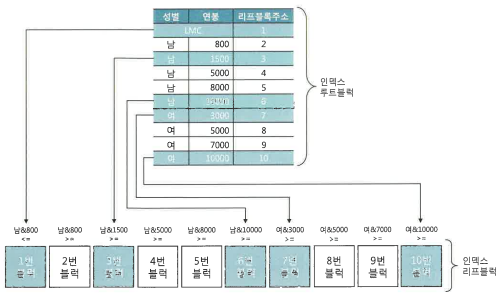 성별 연봉 리프블록주소
LMC 1
남 800 2
남 1500 3
남 5000 4
남 8000 5
남 10000 6
여 3000 7
여 5000 8
여 7000 9
여 10000 10
인덱스
루트블럭
남&800 남&800 남&1500 남&5000 남&8000 남&10000 여&3000 여&5000 여&7000 여&10000
<= >= >= >= >= >= >= >= >= >=
1번 2번 3번 4번 5번 6번 7번 8번 9번 10번
블럭 블럭 블럭 블럭 블럭 블럭 블럭 블럭 블럭 블럭
인덱스
리프블럭